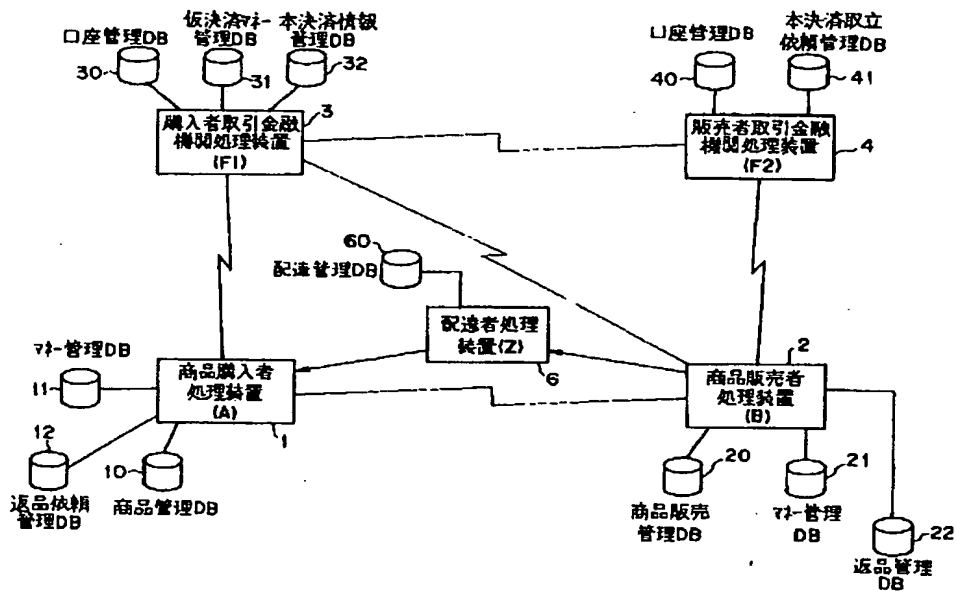 仮決済マネー
管理DB
本決済情報
管理DB
口座管理DB
30
31
32
3
購入者取引金融
機関処理装置
(F1)
口座管理DB
本決済取立
依頼管理DB
40
41
販売者取引金融
機関処理装置
(F2)
4
60
配達管理DB
配達者処理
装置(Z)
6
マネー管理DB
11
商品購入者
処理装置
(A)
1
12
返品依頼
管理DB
10
商品管理DB
2
商品販売者
処理装置
(B)
20
商品販売
管理DB
21
マネー管理
DB
22
返品管理
DB